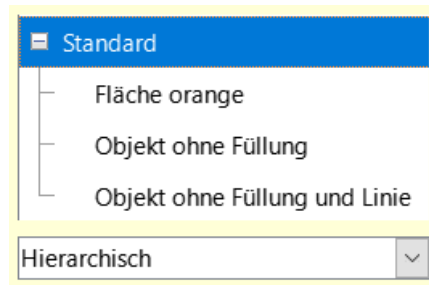 Standard
Fläche orange
Objekt ohne Füllung
Objekt ohne Füllung und Linie
Hierarchisch